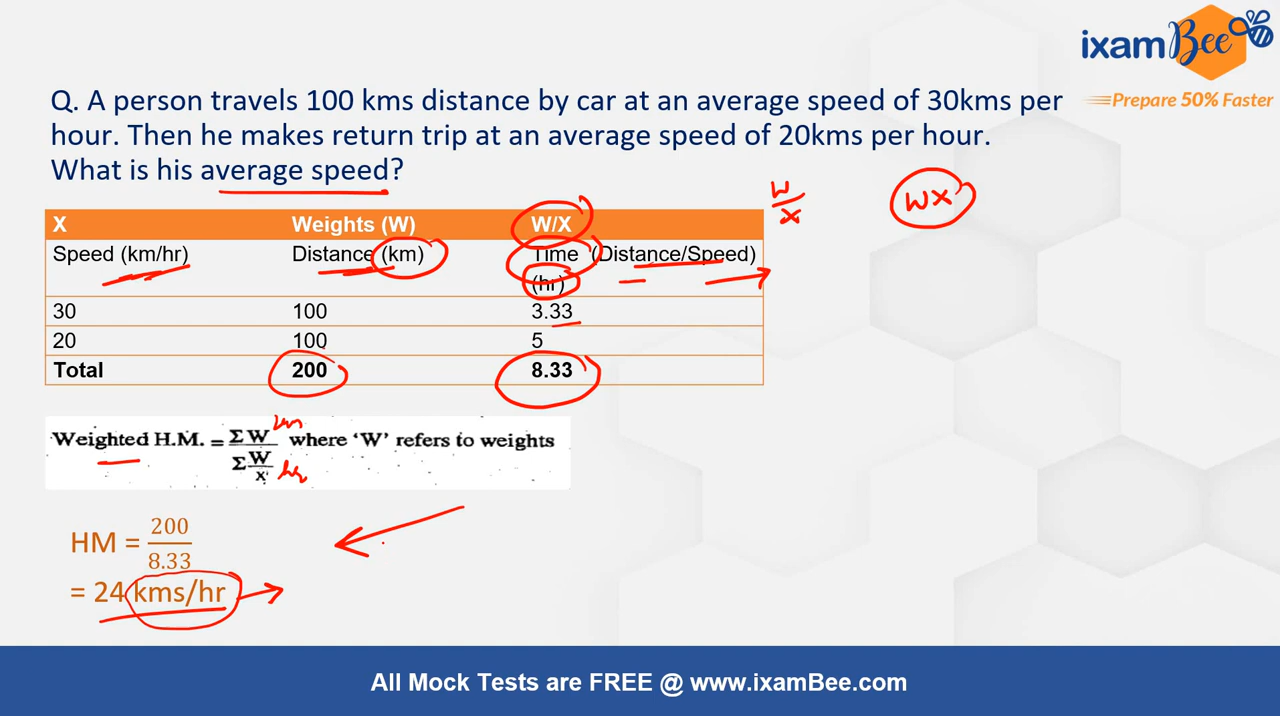 ixamBee
Prepare 50% Faster
Q. A person travels 100 kms distance by car at an average speed of 30kms per
hour. Then he makes return trip at an average speed of 20kms per hour.
What is his average speed?
W/X
WX
X Weights (W) W/X
Speed (km/hr) Distance (km) Time (Distance/Speed)
(hr)
30 100 3.33
20 100 5
Total 200 8.33
Weighted H.M. = ΣW / Σ W/X where 'W' refers to weights
km
hr
HM = 200/8.33
= 24 kms/hr
All Mock Tests are FREE @ www.ixamBee.com